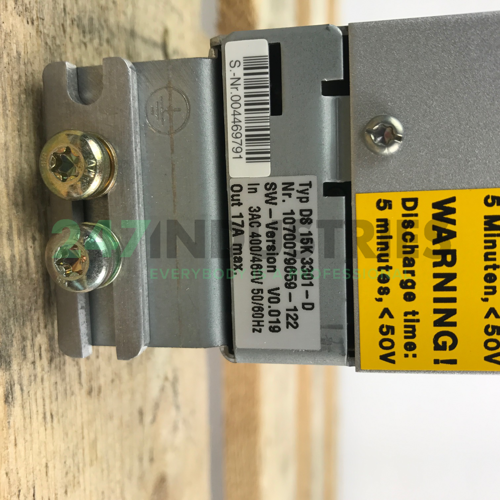 S.-Nr.004469791
Typ DS 15K 3301-D
Nr. 1070079659-122
SW-Version V0.019
In 3AC 400/460V 50/60Hz
Out 17A max.
WARNING!
Discharge time:
5 minutes, <50V
5 Minuten, <50V
247INDUSTRIES